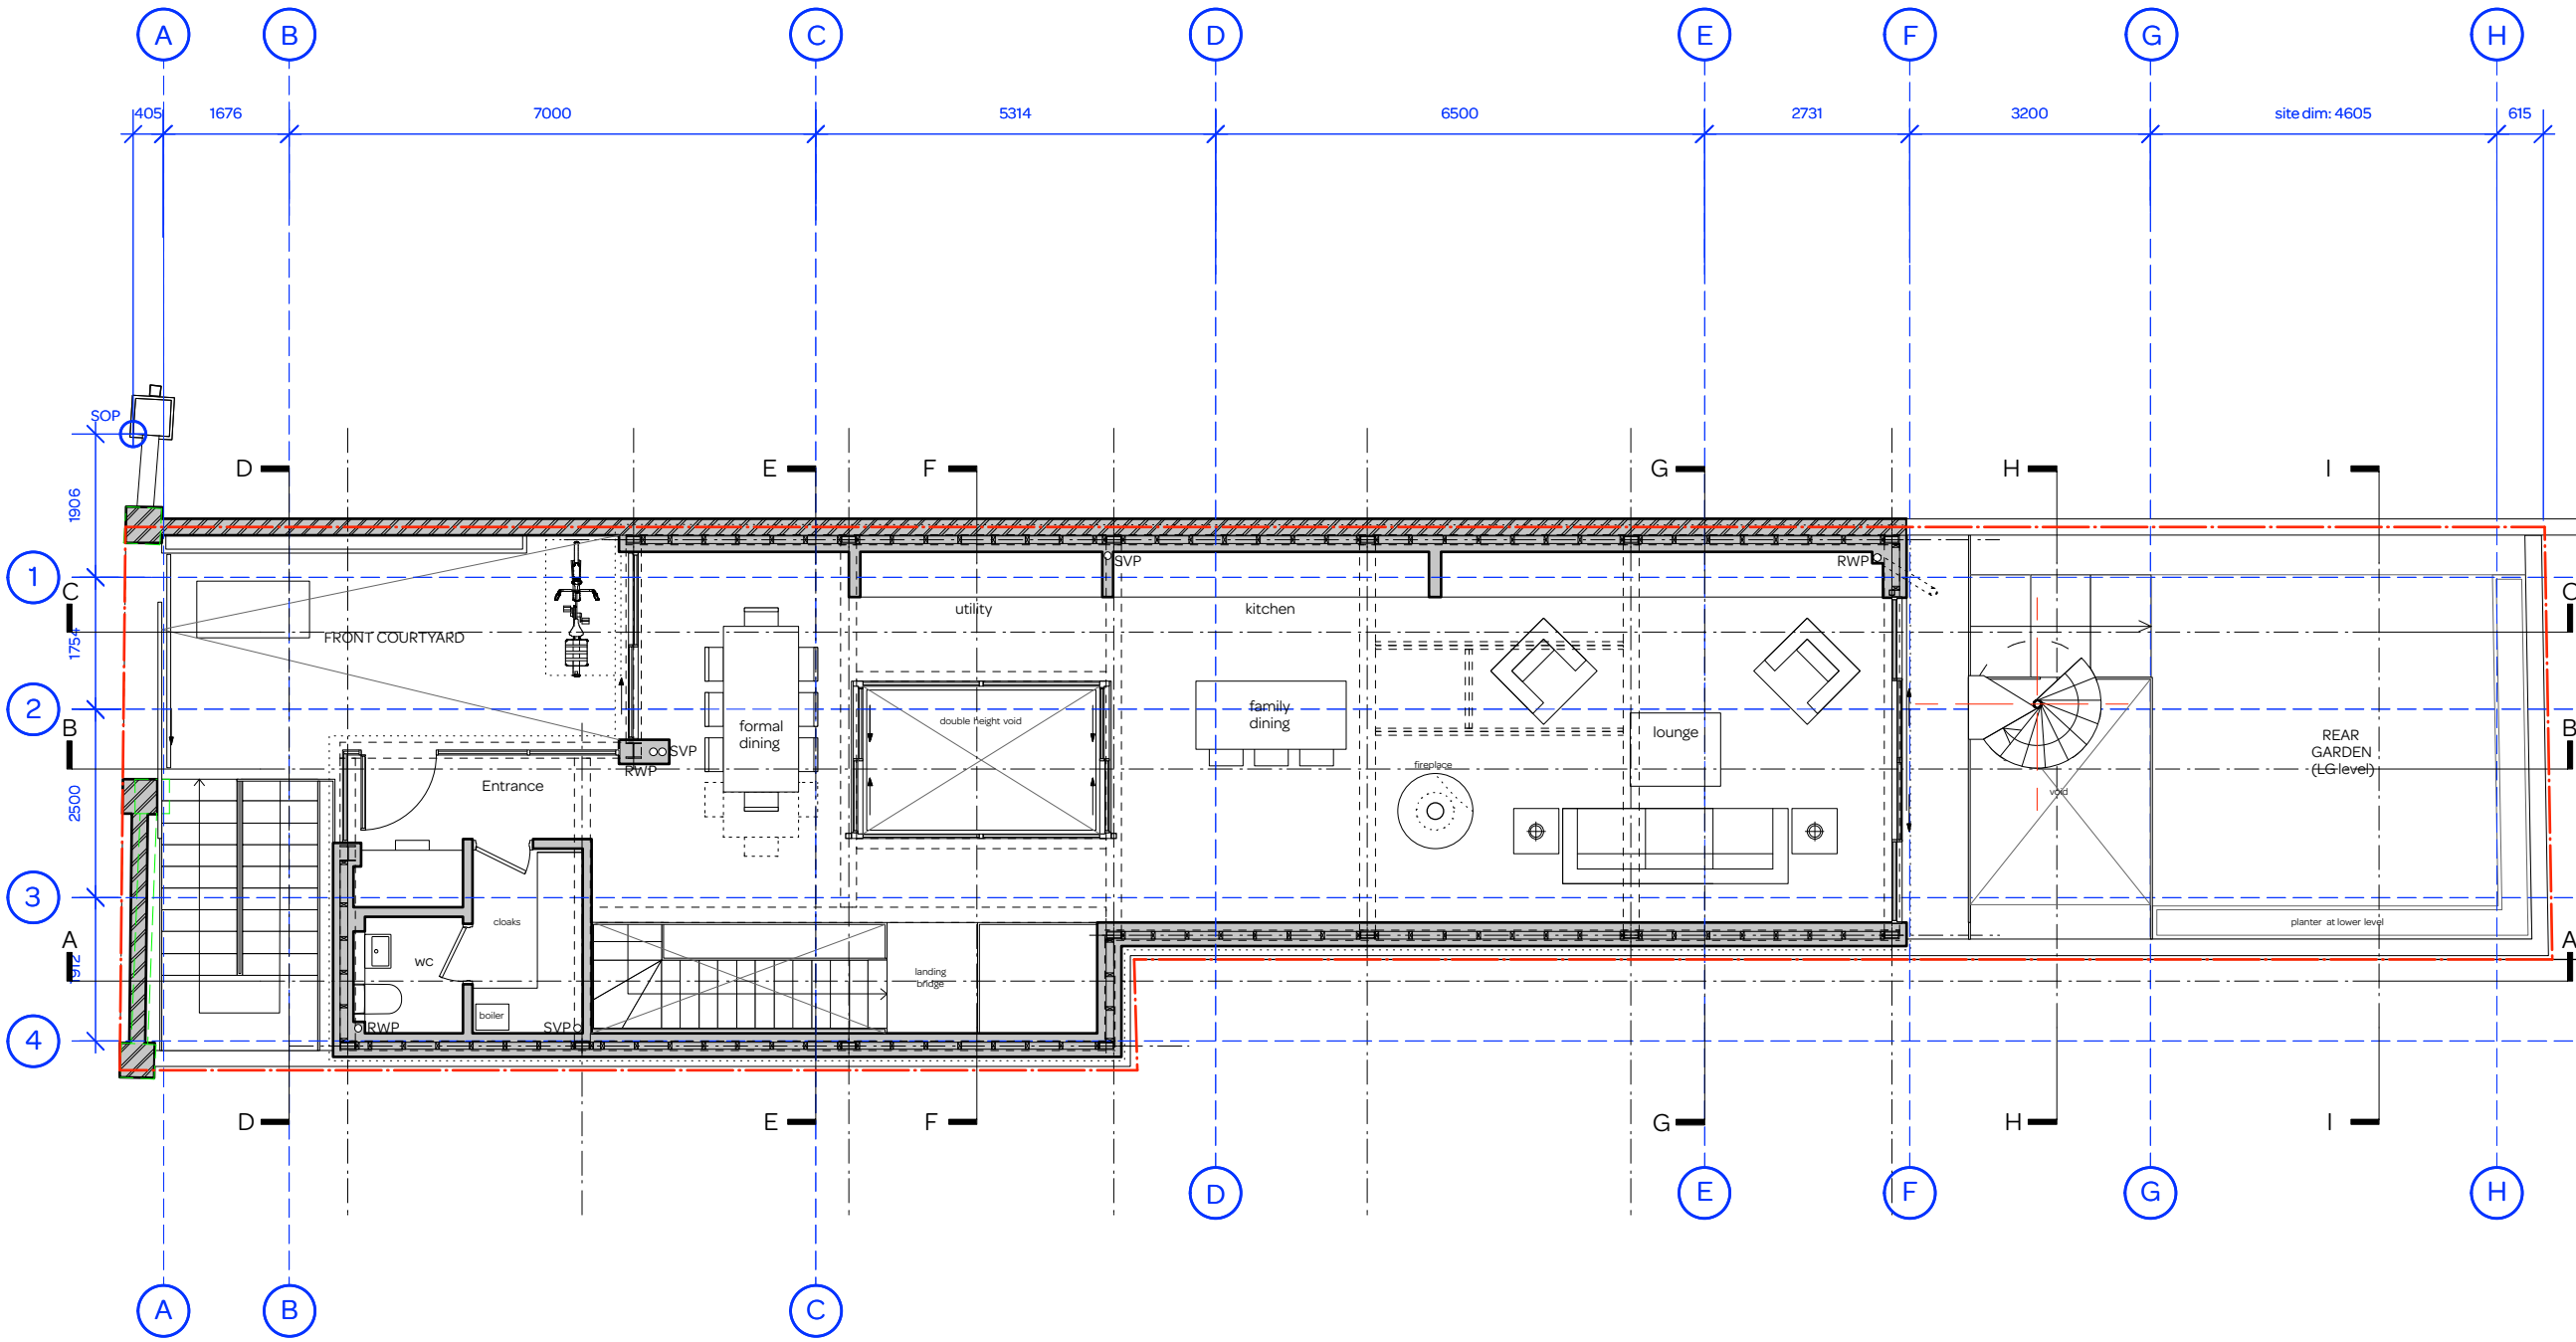 A B C D E F G H
405 1676 7000 5314 6500 2731 3200 site dim: 4605 615
SOP
D E F G H I
1906
1
SVP RWP
C C
utility kitchen
1754
FRONT COURTYARD
2
double height void
family
dining
formal
dining
lounge
B B
SVP
RWP
REAR
GARDEN
(LG level)
fireplace
Entrance
void
2500
3
cloaks
planter at lower level
A A
1912
WC
landing
bridge
boiler
RWP SVP
4
D E F G H I
D E F G H
A B C